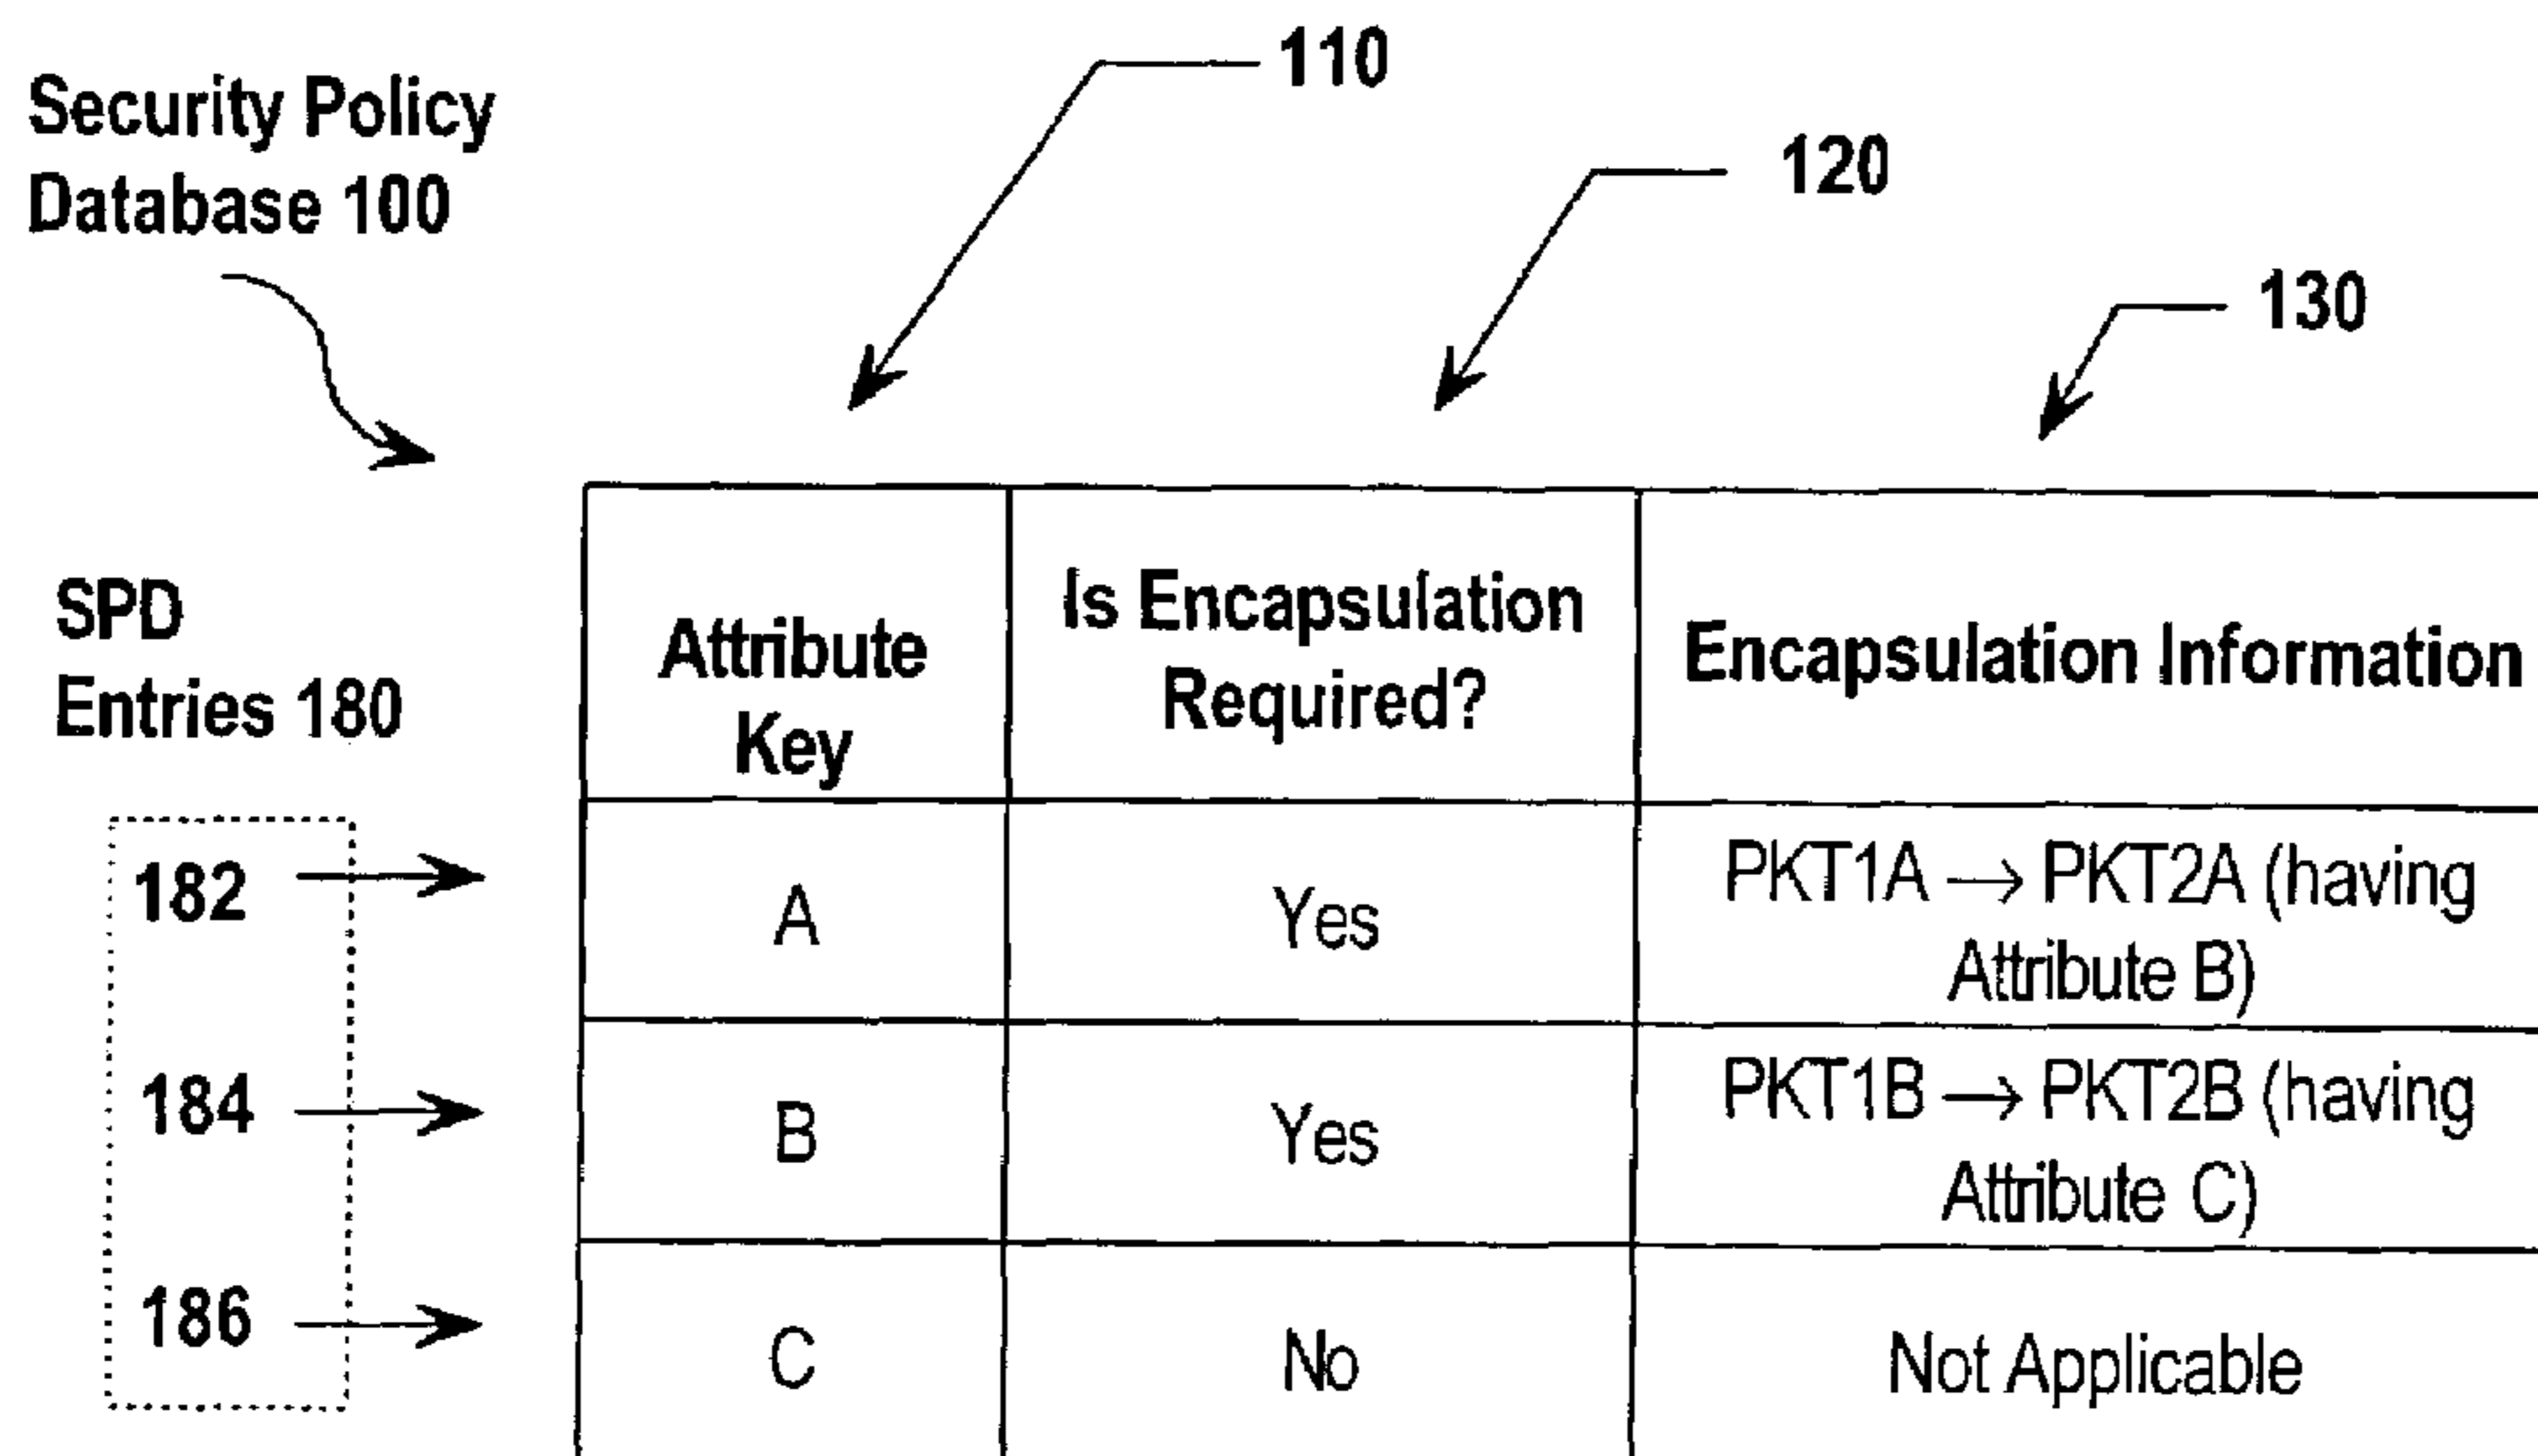 110
Security Policy
Database 100
120
130
SPD
Entries 180
Attribute
Key
Is Encapsulation
Required?
Encapsulation Information
182
A
Yes
PKT1A → PKT2A (having
Attribute B)
184
B
Yes
PKT1B → PKT2B (having
Attribute C)
186
C
No
Not Applicable